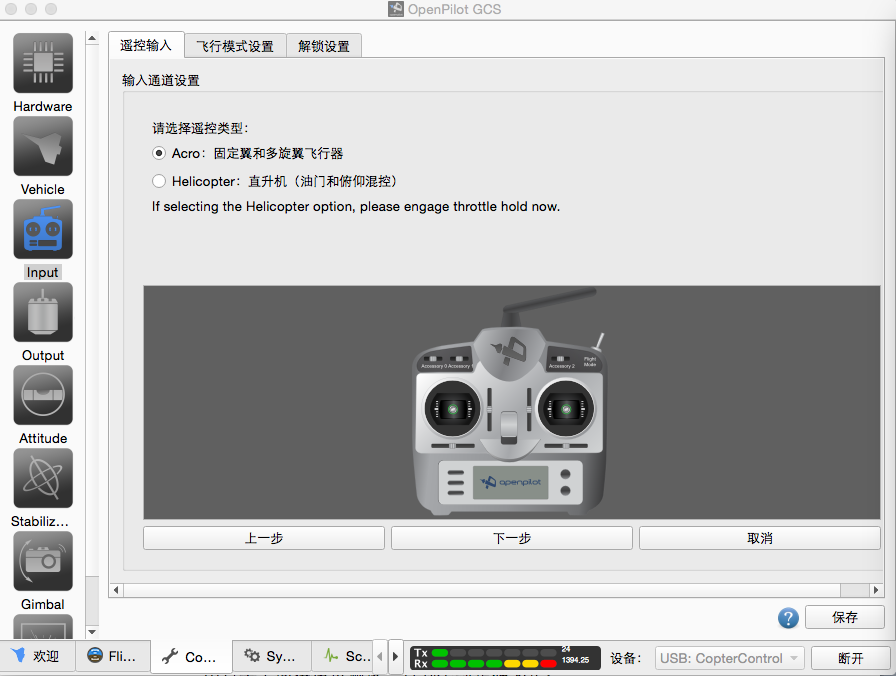 OpenPilot GCS
遥控输入
飞行模式设置
解锁设置
输入通道设置
请选择遥控类型：
Acro：固定翼和多旋翼飞行器
Helicopter：直升机（油门和俯仰混控）
If selecting the Helicopter option, please engage throttle hold now.
Hardware
Vehicle
Input
Output
Attitude
Stabiliz...
Gimbal
Accessory 0
Accessory 1
Accessory 2
Flight
Mode
openpilot
上一步
下一步
取消
?
保存
欢迎
Fli...
Co...
Sy...
Sc...
Tx
Rx
24
1394.25
设备：
USB: CopterControl
断开